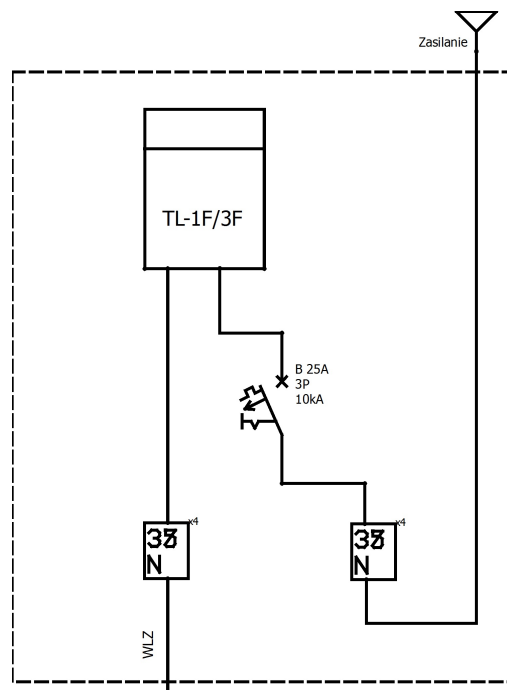 Zasilanie
TL-1F/3F
B 25A
3P
10kA
x4
x4
N
N
WLZ